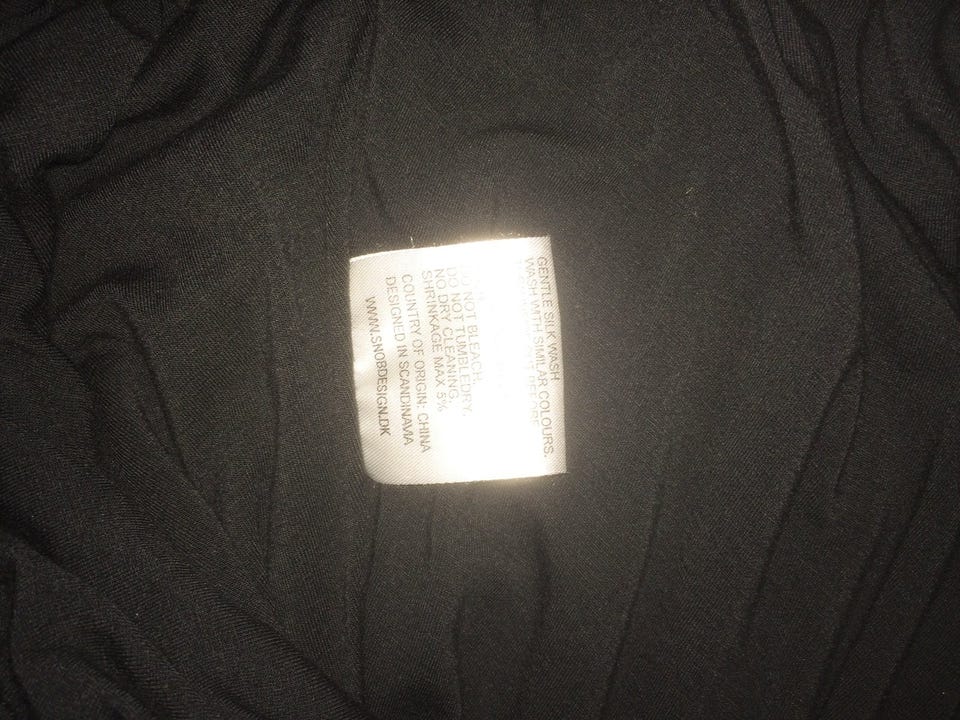 GENTLE SILK WASH
WASH WITH SIMILAR COLOURS.
NOT BLEACH.
DO NOT TUMBLEDRY.
NO DRY CLEANING.
SHRINKAGE MAX 5%
COUNTRY OF ORIGIN: CHINA
DESIGNED IN SCANDINAVIA
WWW.SNOBDESIGN.DK